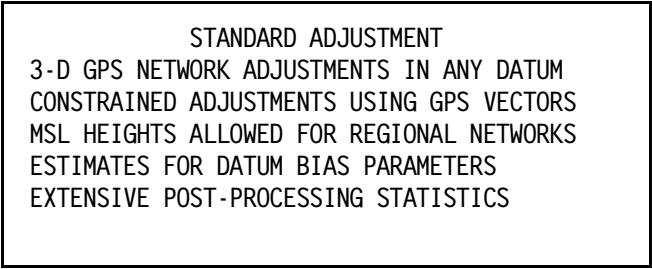 STANDARD ADJUSTMENT
3-D GPS NETWORK ADJUSTMENTS IN ANY DATUM
CONSTRAINED ADJUSTMENTS USING GPS VECTORS
MSL HEIGHTS ALLOWED FOR REGIONAL NETWORKS
ESTIMATES FOR DATUM BIAS PARAMETERS
EXTENSIVE POST-PROCESSING STATISTICS